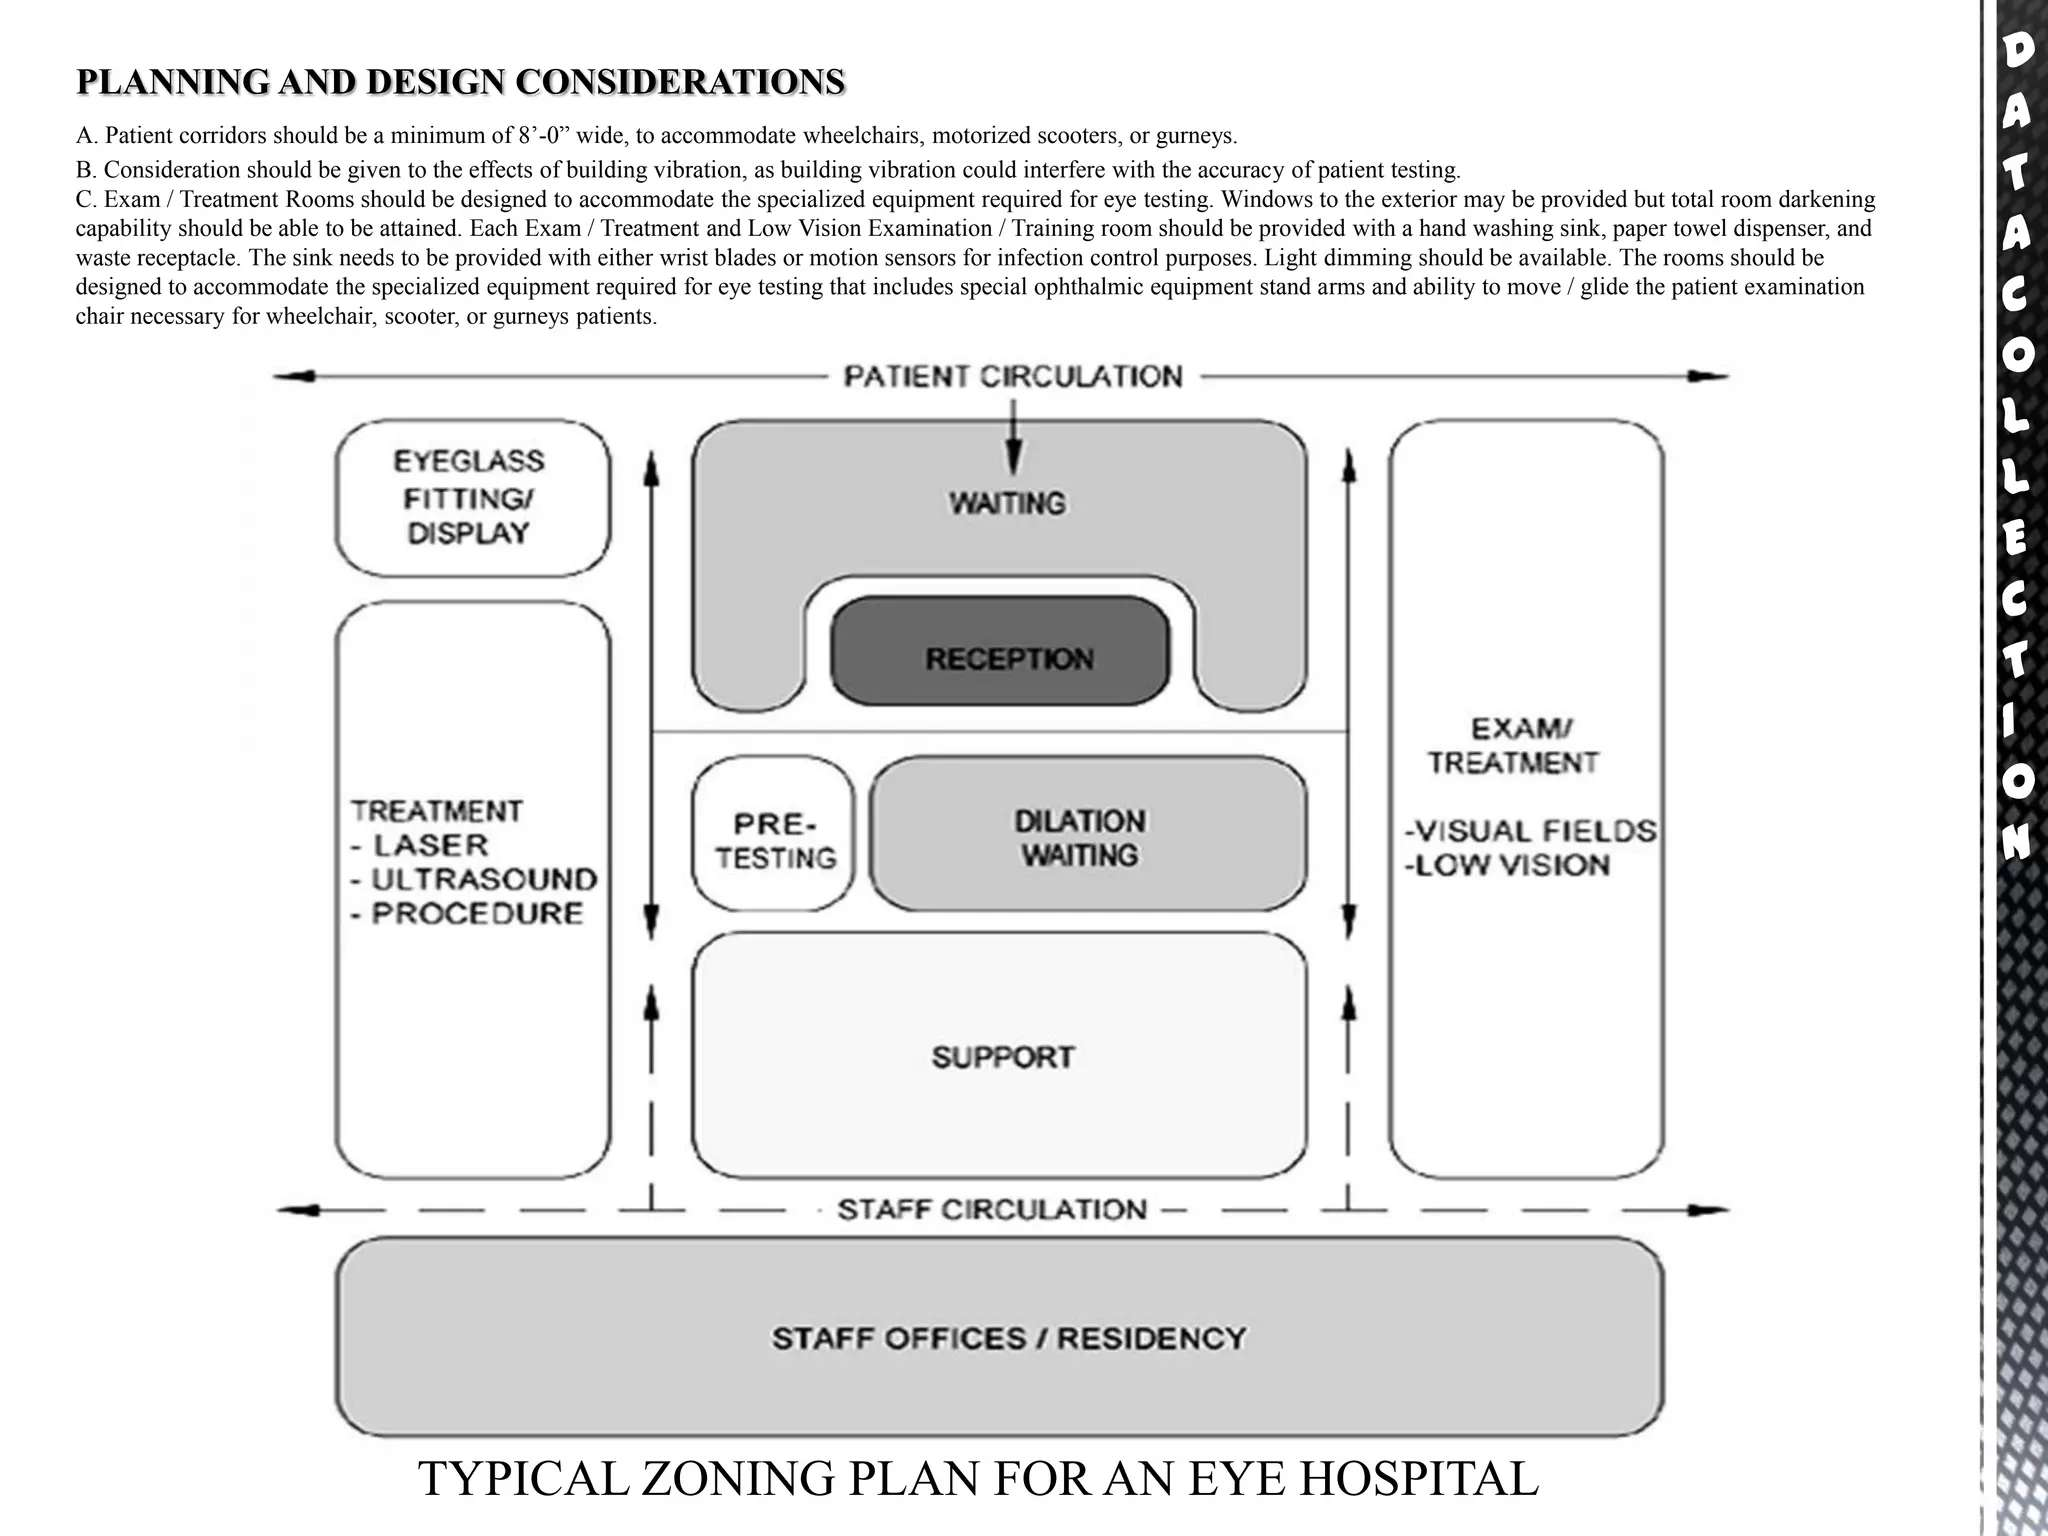 PLANNING AND DESIGN CONSIDERATIONS
A. Patient corridors should be a minimum of 8’-0” wide, to accommodate wheelchairs, motorized scooters, or gurneys.
B. Consideration should be given to the effects of building vibration, as building vibration could interfere with the accuracy of patient testing.
C. Exam / Treatment Rooms should be designed to accommodate the specialized equipment required for eye testing. Windows to the exterior may be provided but total room darkening
capability should be able to be attained. Each Exam / Treatment and Low Vision Examination / Training room should be provided with a hand washing sink, paper towel dispenser, and
waste receptacle. The sink needs to be provided with either wrist blades or motion sensors for infection control purposes. Light dimming should be available. The rooms should be
designed to accommodate the specialized equipment required for eye testing that includes special ophthalmic equipment stand arms and ability to move / glide the patient examination
chair necessary for wheelchair, scooter, or gurneys patients.
PATIENT CIRCULATION
EYEGLASS
FITTING/
DISPLAY
WAITING
RECEPTION
TREATMENT
- LASER
- ULTRASOUND
- PROCEDURE
PRE-
TESTING
DILATION
WAITING
EXAM/
TREATMENT
-VISUAL FIELDS
-LOW VISION
SUPPORT
STAFF CIRCULATION
STAFF OFFICES / RESIDENCY
TYPICAL ZONING PLAN FOR AN EYE HOSPITAL
DATA COLLECTION